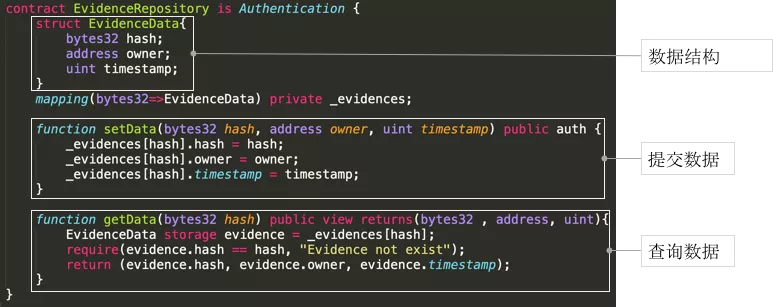 contract EvidenceRepository is Authentication {
struct EvidenceData{
bytes32 hash;
address owner;
uint timestamp;
}
mapping(bytes32=>EvidenceData) private _evidences;
function setData(bytes32 hash, address owner, uint timestamp) public auth {
_evidences[hash].hash = hash;
_evidences[hash].owner = owner;
_evidences[hash].timestamp = timestamp;
}
function getData(bytes32 hash) public view returns(bytes32 , address, uint){
EvidenceData storage evidence = _evidences[hash];
require(evidence.hash == hash, "Evidence not exist");
return (evidence.hash, evidence.owner, evidence.timestamp);
}
}
数据结构
提交数据
查询数据